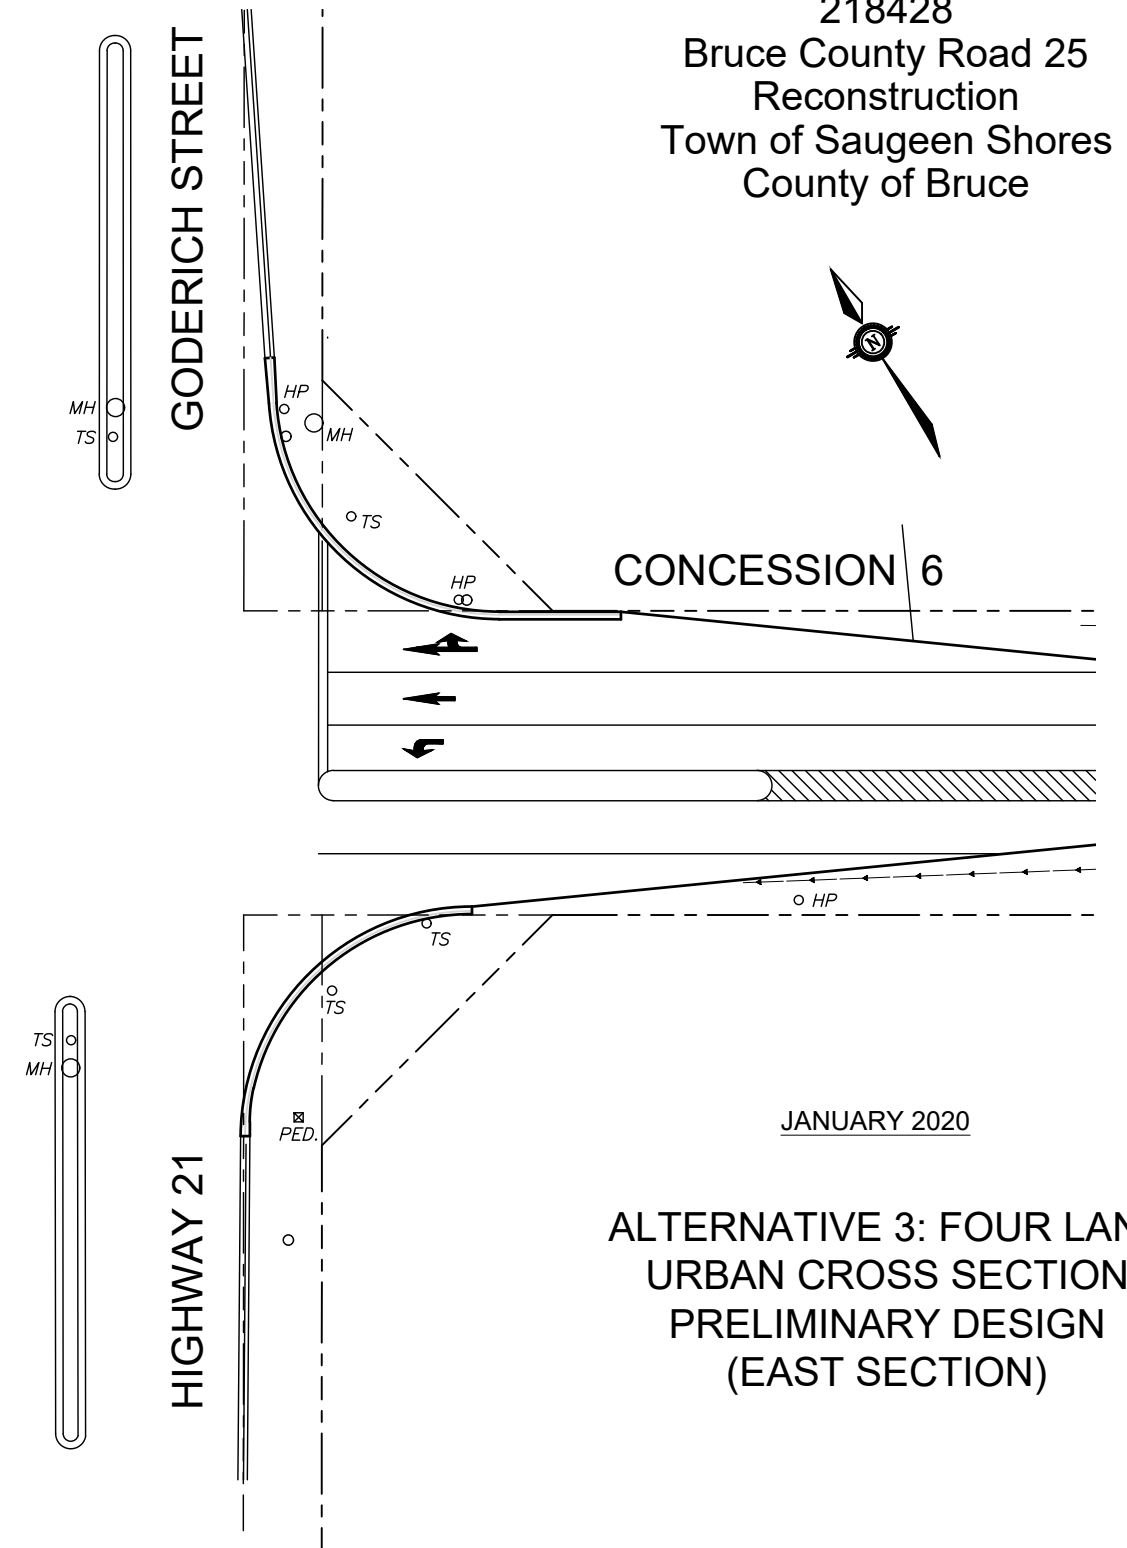 218428
Bruce County Road 25
Reconstruction
Town of Saugeen Shores
County of Bruce
GODERICH STREET
N
HP
MH
MH
TS
TS
HP
CONCESSION 6
HP
TS
TS
TS
MH
PED.
JANUARY 2020
HIGHWAY 21
ALTERNATIVE 3: FOUR LAN
URBAN CROSS SECTION
PRELIMINARY DESIGN
(EAST SECTION)